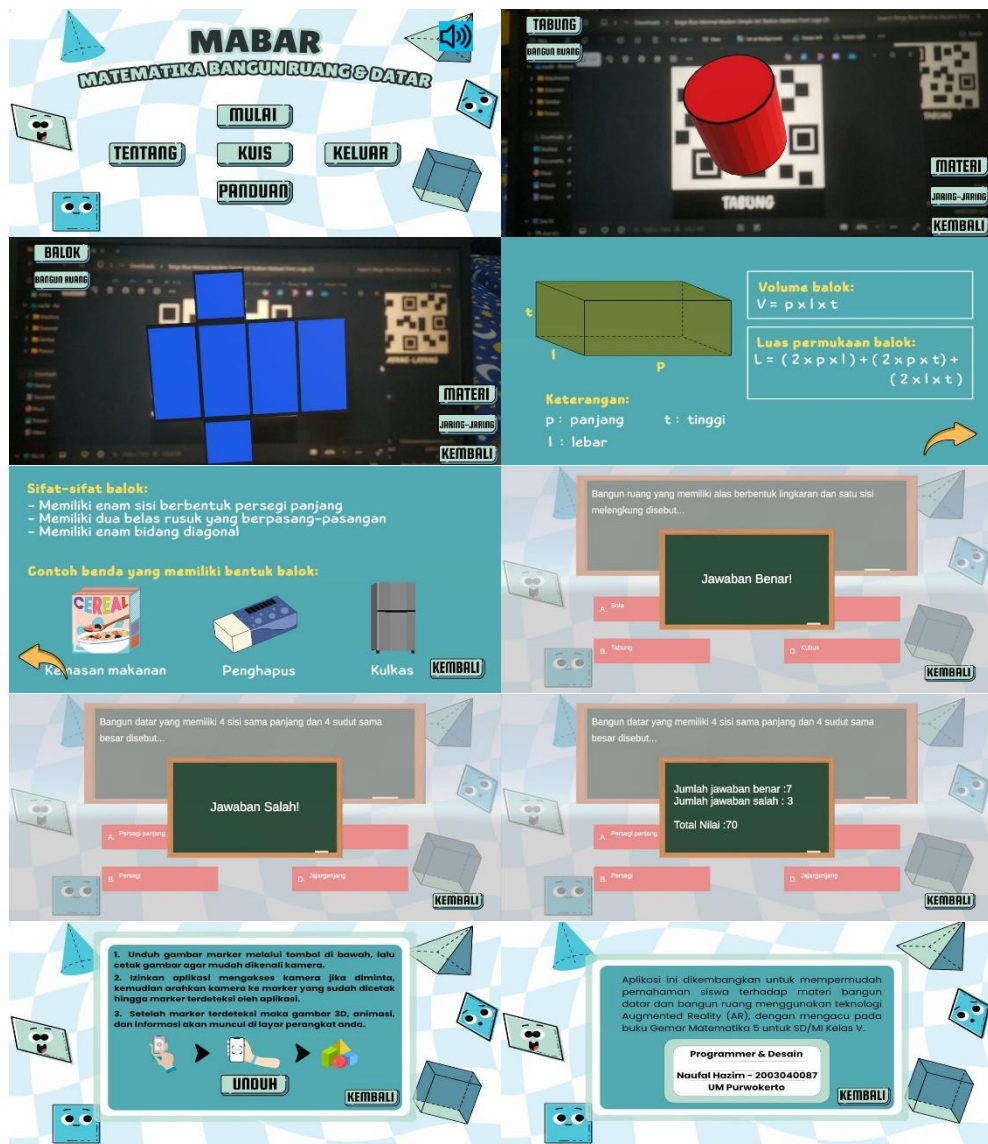 MABAR
MATEMATIKA BANGUN RUANG & DATAR
MULAI
TENTANG
KUIS
KELUAR
PANDUAN
TABUNG
BANGUN RUANG
TABUNG
TABUNG
MATERI
JARING-JARING
KEMBALI
BALOK
BANGUN RUANG
MATERI
JARING-JARING
KEMBALI
t
l
p
Volume balok:
V = p x l x t
Luas permukaan balok:
L = ( 2 x p x l ) + ( 2 x p x t ) +
( 2 x l x t )
Keterangan:
p : panjang
t : tinggi
l : lebar
Sifat-sifat balok:
- Memiliki enam sisi berbentuk persegi panjang
- Memiliki dua belas rusuk yang berpasang-pasangan
- Memiliki enam bidang diagonal
Contoh benda yang memiliki bentuk balok:
CEREAL
Kemasan makanan
Penghapus
Kulkas
KEMBALI
Bangun ruang yang memiliki alas berbentuk lingkaran dan satu sisi
melengkung disebut...
Jawaban Benar!
A. Bola
B. Tabung
D. Kubus
KEMBALI
Bangun datar yang memiliki 4 sisi sama panjang dan 4 sudut sama
besar disebut...
Jawaban Salah!
A. Persegi panjang
B. Persegi
D. Jajargenjang
KEMBALI
Bangun datar yang memiliki 4 sisi sama panjang dan 4 sudut sama
besar disebut...
Jumlah jawaban benar :7
Jumlah jawaban salah : 3
Total Nilai :70
A. Persegi panjang
B. Persegi
D. Jajargenjang
KEMBALI
1. Unduh gambar marker melalui tombol di bawah, lalu
cetak gambar agar mudah dikenali kamera.
2. Izinkan aplikasi mengakses kamera jika diminta,
kemudian arahkan kamera ke marker yang sudah dicetak
hingga marker terdeteksi oleh aplikasi.
3. Setelah marker terdeteksi maka gambar 3D, animasi,
dan informasi akan muncul di layar perangkat anda.
UNDUH
KEMBALI
Aplikasi ini dikembangkan untuk mempermudah
pemahaman siswa terhadap materi bangun
datar dan bangun ruang menggunakan teknologi
Augmented Reality (AR), dengan mengacu pada
buku Gemar Matematika 5 untuk SD/MI Kelas V.
Programmer & Desain
Naufal Hazim - 2003040087
UM Purwokerto
KEMBALI